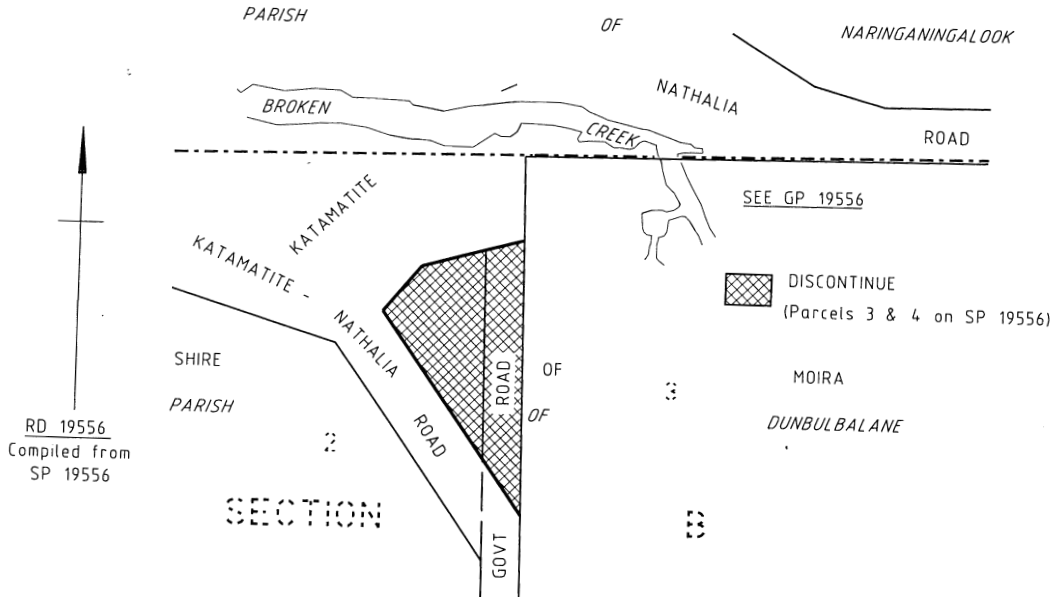 PARISH OF NARINGANINGALOOK
NATHALIA
BROKEN CREEK
ROAD
SEE GP 19556
KATAMATITE
KATAMATITE - NATHALIA ROAD
DISCONTINUE
(Parcels 3 & 4 on SP 19556)
SHIRE OF MOIRA
ROAD
3
PARISH OF DUNBULBALANE
RD 19556
Compiled from
SP 19556
2
SECTION B
GOVT